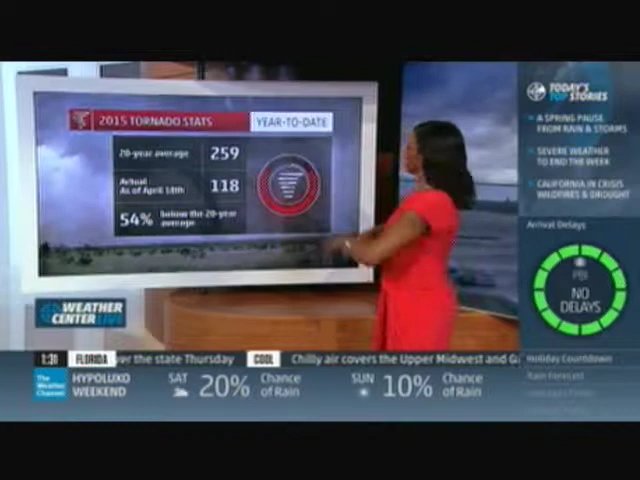 2015 TORNADO STATS YEAR-TO-DATE
20-year average 259
Actual
As of April 18th 118
54% below the 20-year
average
WEATHER
CENTER LIVE
TODAY'S
TOP STORIES
A SPRING PAUSE
FROM RAIN & STORMS
SEVERE WEATHER
TO END THE WEEK
CALIFORNIA IN CRISIS
WILDFIRES & DROUGHT
Arrival Delays
PBI
NO
DELAYS
Holiday Countdown
Rain Forecast
1:31 FLORIDA ver the state Thursday COOL Chilly air covers the Upper Midwest and G
The
Weather
Channel
HYPOLUXO
WEEKEND
SAT 20% Chance
of Rain
SUN 10% Chance
of Rain